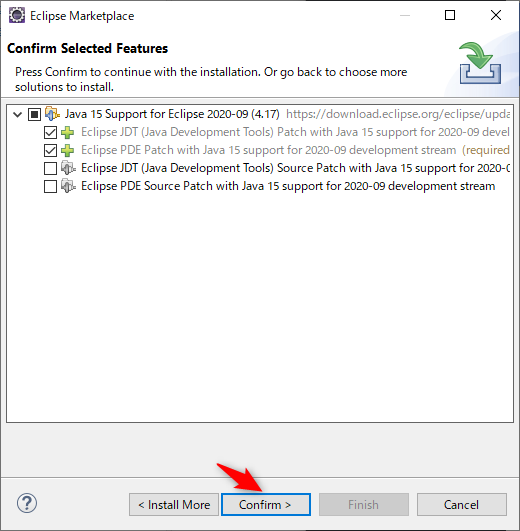 Eclipse Marketplace
Confirm Selected Features
Press Confirm to continue with the installation. Or go back to choose more
solutions to install.
Java 15 Support for Eclipse 2020-09 (4.17) https://download.eclipse.org/eclipse/upda
Eclipse JDT (Java Development Tools) Patch with Java 15 support for 2020-09 devel
Eclipse PDE Patch with Java 15 support for 2020-09 development stream (required
Eclipse JDT (Java Development Tools) Source Patch with Java 15 support for 2020-0
Eclipse PDE Source Patch with Java 15 support for 2020-09 development stream
? < Install More Confirm > Finish Cancel